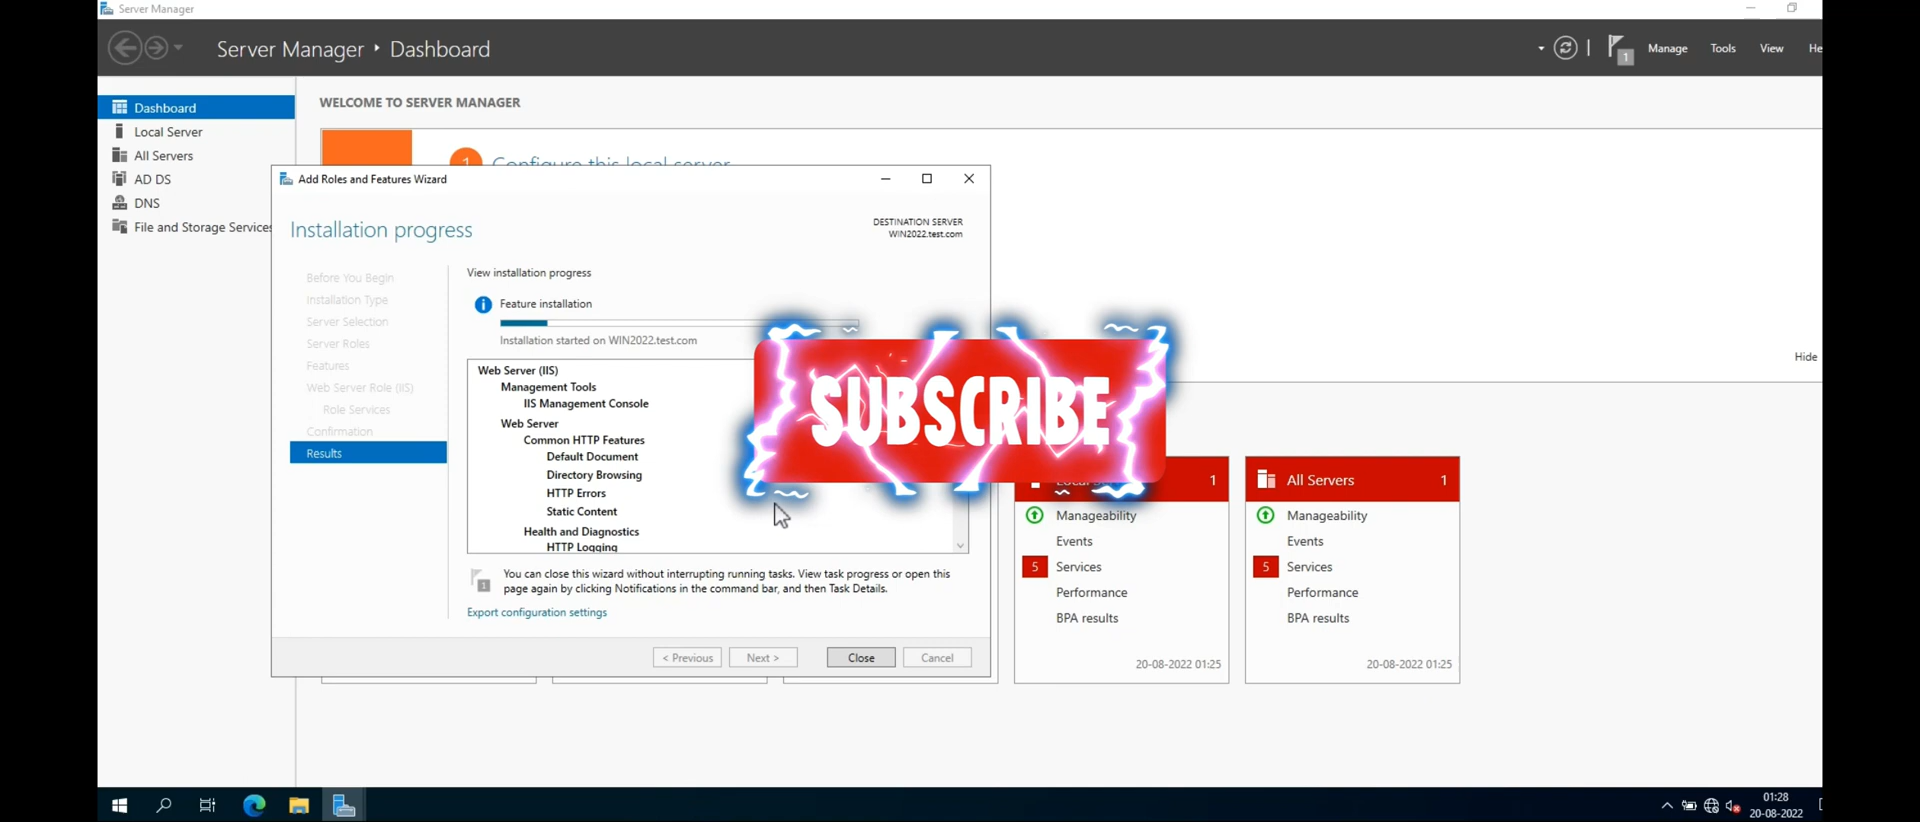 Server Manager
Server Manager • Dashboard
1
Manage
Tools
View
Dashboard
Local Server
All Servers
AD DS
DNS
File and Storage Services
WELCOME TO SERVER MANAGER
1 Configure this local server
Hide
Add Roles and Features Wizard
Installation progress
DESTINATION SERVER
WIN2022.test.com
Before You Begin
Installation Type
Server Selection
Server Roles
Features
Web Server Role (IIS)
Role Services
Confirmation
Results
View installation progress
Feature installation
Installation started on WIN2022.test.com
Web Server (IIS)
Management Tools
IIS Management Console
Web Server
Common HTTP Features
Default Document
Directory Browsing
HTTP Errors
Static Content
Health and Diagnostics
HTTP Logging
1
You can close this wizard without interrupting running tasks. View task progress or open this
page again by clicking Notifications in the command bar, and then Task Details.
Export configuration settings
< Previous
Next >
Close
Cancel
SUBSCRIBE
1
Manageability
Events
5 Services
Performance
BPA results
20-08-2022 01:25
All Servers 1
Manageability
Events
5 Services
Performance
BPA results
20-08-2022 01:25
01:28
20-08-2022